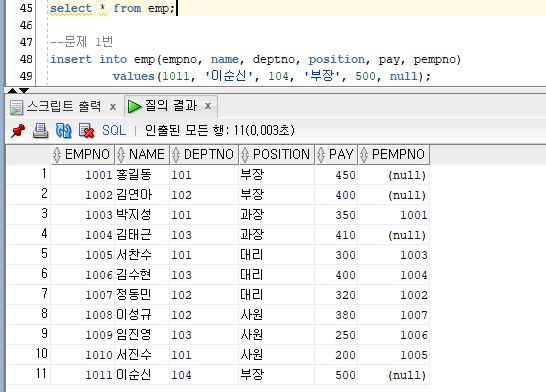 45 select * from emp;
46
47 --문제 1번
48 insert into emp(empno, name, deptno, position, pay, pempno)
49 values(1011, '이순신', 104, '부장', 500, null);
스크립트 출력 x 질의 결과 x
SQL | 인출된 모든 행: 11(0,003초)
EMPNO NAME DEPTNO POSITION PAY PEMPNO
1 1001 홍길동 101 부장 450 (null)
2 1002 김연아 102 부장 400 (null)
3 1003 박지성 101 과장 350 1001
4 1004 김태근 103 과장 410 (null)
5 1005 서찬수 101 대리 300 1003
6 1006 김수현 103 대리 400 1004
7 1007 정동민 102 대리 320 1002
8 1008 이성규 102 사원 380 1007
9 1009 임진영 103 사원 250 1006
10 1010 서진수 101 사원 200 1005
11 1011 이순신 104 부장 500 (null)